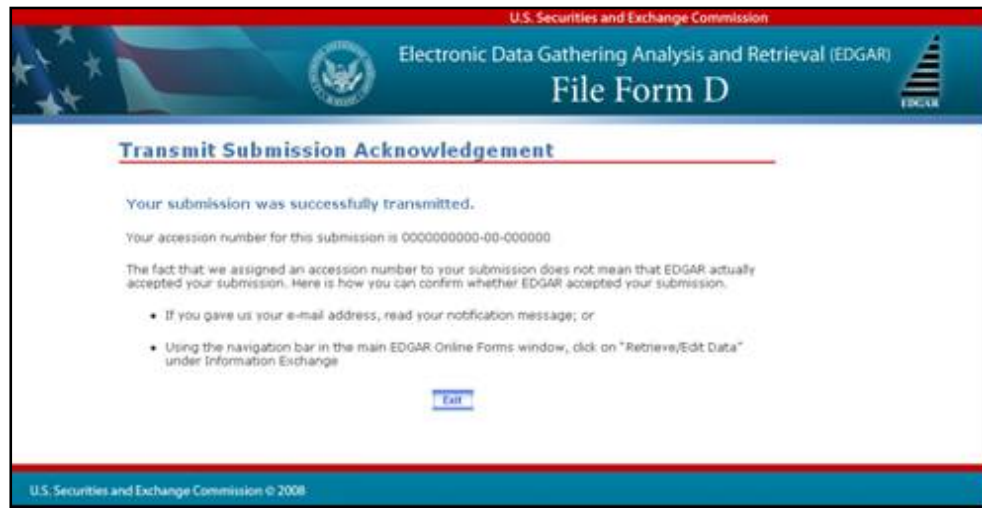 U.S. Securities and Exchange Commission
Electronic Data Gathering Analysis and Retrieval (EDGAR)
File Form D
EDGAR
Transmit Submission Acknowledgement
Your submission was successfully transmitted.
Your accession number for this submission is 0000000000-00-000000
The fact that we assigned an accession number to your submission does not mean that EDGAR actually
accepted your submission. Here is how you can confirm whether EDGAR accepted your submission.
• If you gave us your e-mail address, read your notification message; or
• Using the navigation bar in the main EDGAR Online Forms window, click on "Retrieve/Edit Data"
under Information Exchange
Exit
U.S. Securities and Exchange Commission © 2008